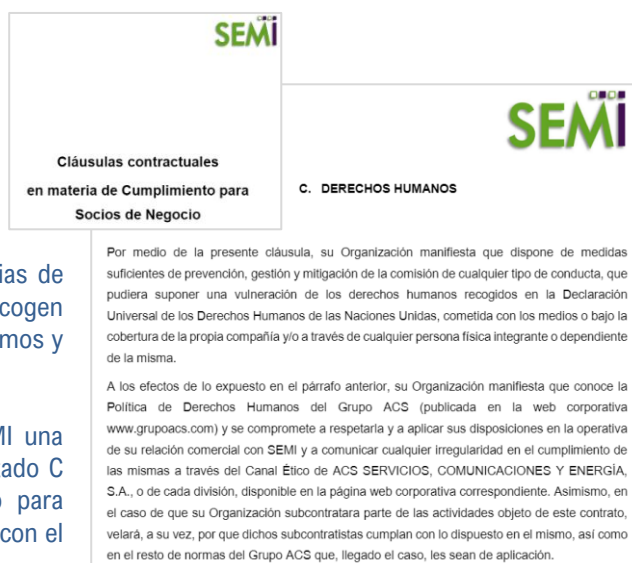 SEMI
Cláusulas contractuales
en materia de Cumplimiento para
Socios de Negocio
SEMI
C. DERECHOS HUMANOS
Por medio de la presente cláusula, su Organización manifiesta que dispone de medidas
suficientes de prevención, gestión y mitigación de la comisión de cualquier tipo de conducta, que
pudiera suponer una vulneración de los derechos humanos recogidos en la Declaración
Universal de los Derechos Humanos de las Naciones Unidas, cometida con los medios o bajo la
cobertura de la propia compañía y/o a través de cualquier persona física integrante o dependiente
de la misma.
A los efectos de lo expuesto en el párrafo anterior, su Organización manifiesta que conoce la
Política de Derechos Humanos del Grupo ACS (publicada en la web corporativa
www.grupoacs.com) y se compromete a respetarla y a aplicar sus disposiciones en la operativa
de su relación comercial con SEMI y a comunicar cualquier irregularidad en el cumplimiento de
las mismas a través del Canal Ético de ACS SERVICIOS, COMUNICACIONES Y ENERGÍA,
S.A., o de cada división, disponible en la página web corporativa correspondiente. Asimismo, en
el caso de que su Organización subcontratara parte de las actividades objeto de este contrato,
velará, a su vez, por que dichos subcontratistas cumplan con lo dispuesto en el mismo, así como
en el resto de normas del Grupo ACS que, llegado el caso, les sean de aplicación.
ias de
cogen
mos y
MI una
tado C
para
con el